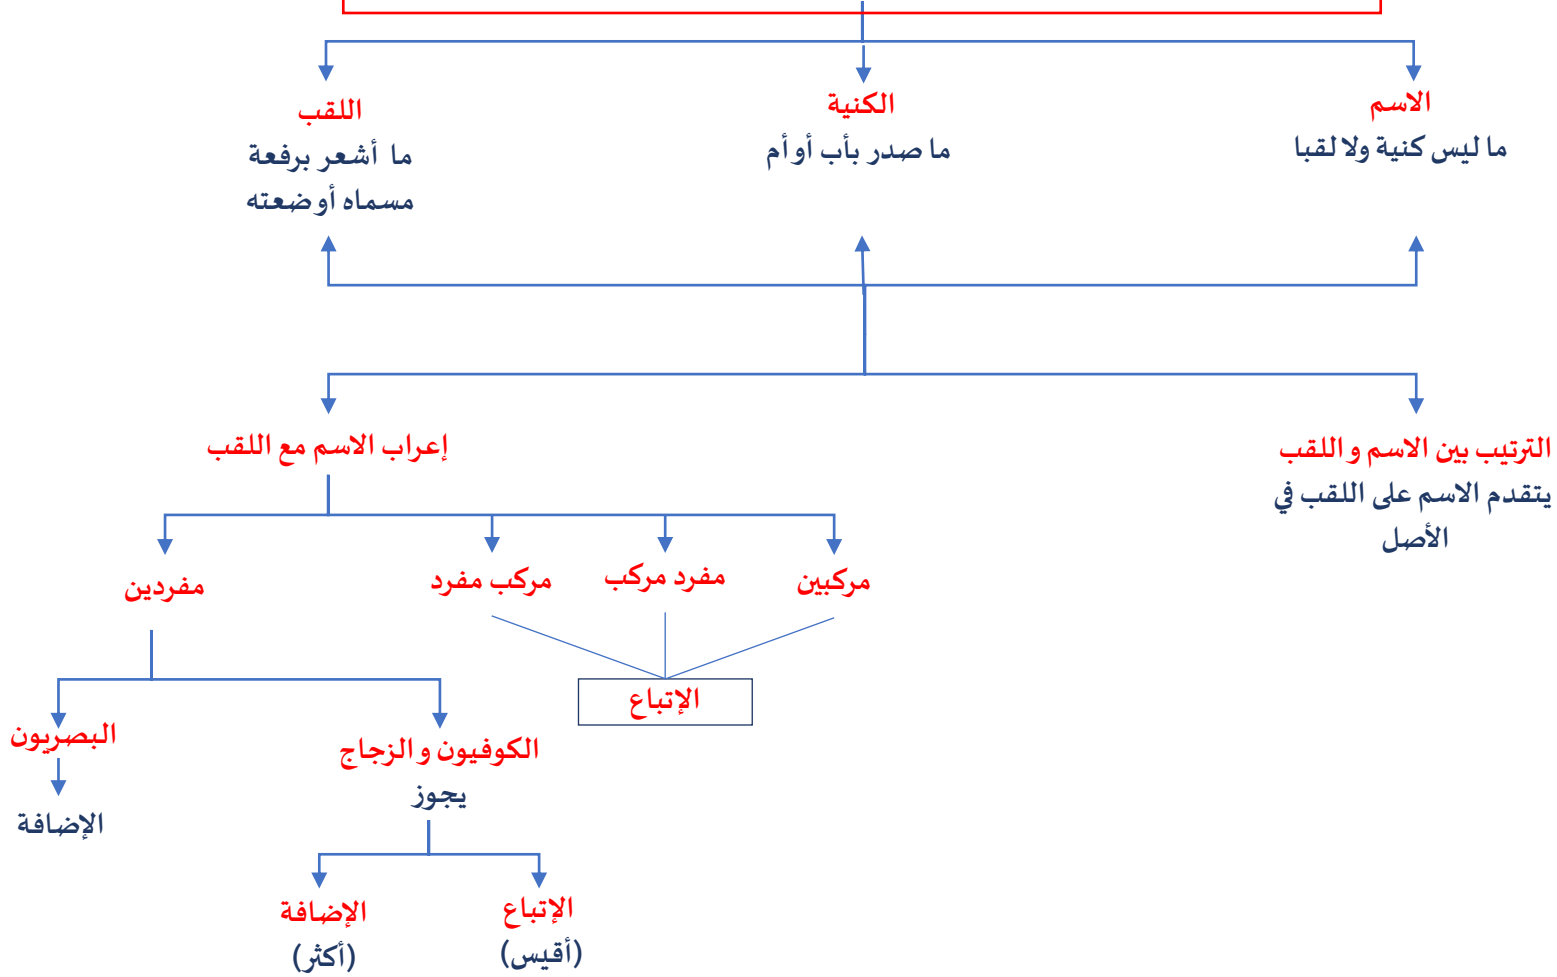 الاسم
ما ليس كنية ولا لقبا
الكنية
ما صدر بأب أو أم
اللقب
ما أشعر برفعة
مسماه أو ضعته
الترتيب بين الاسم و اللقب
يتقدم الاسم على اللقب في
الأصل
إعراب الاسم مع اللقب
مركبين
مفرد مركب
مركب مفرد
مفردين
الإتباع
الكوفيون و الزجاج
يجوز
البصريون
الإضافة
الإتباع
(أقيس)
الإضافة
(أكثر)